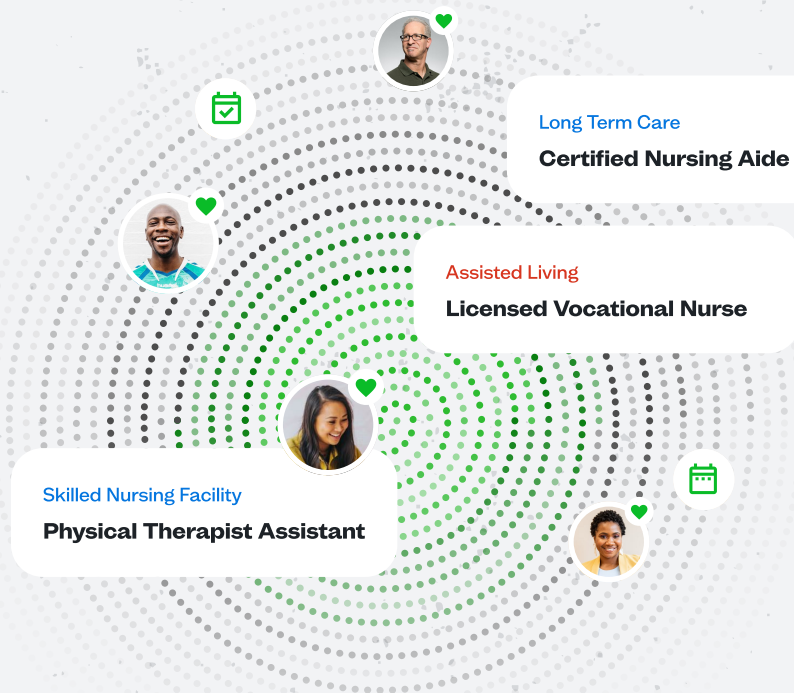 Long Term Care
Certified Nursing Aide
Assisted Living
Licensed Vocational Nurse
Skilled Nursing Facility
Physical Therapist Assistant